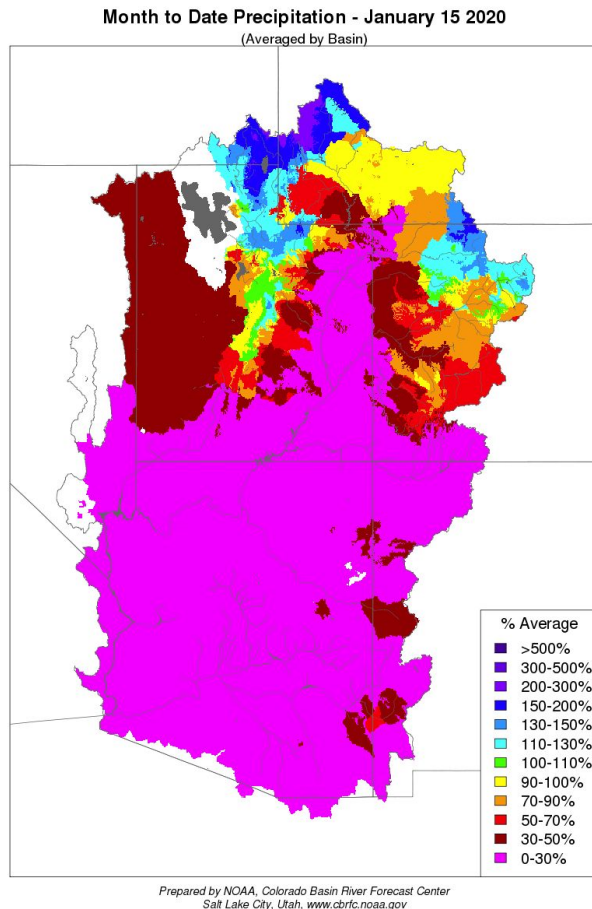 Month to Date Precipitation - January 15 2020
(Averaged by Basin)
% Average
>500%
300-500%
200-300%
150-200%
130-150%
110-130%
100-110%
90-100%
70-90%
50-70%
30-50%
0-30%
Prepared by NOAA, Colorado Basin River Forecast Center
Salt Lake City, Utah, www.cbrfc.noaa.gov